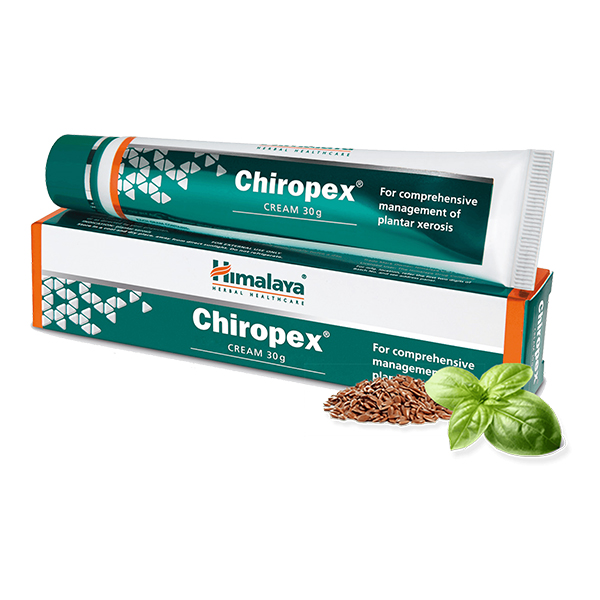 HERBAL HEALTHCARE
Chiropex®
CREAM 30g
For comprehensive
management of
plantar xerosis
FOR EXTERNAL USE ONLY
Himalaya
HERBAL HEALTHCARE
Chiropex®
CREAM 30g
For comprehensive
management
Chiropex